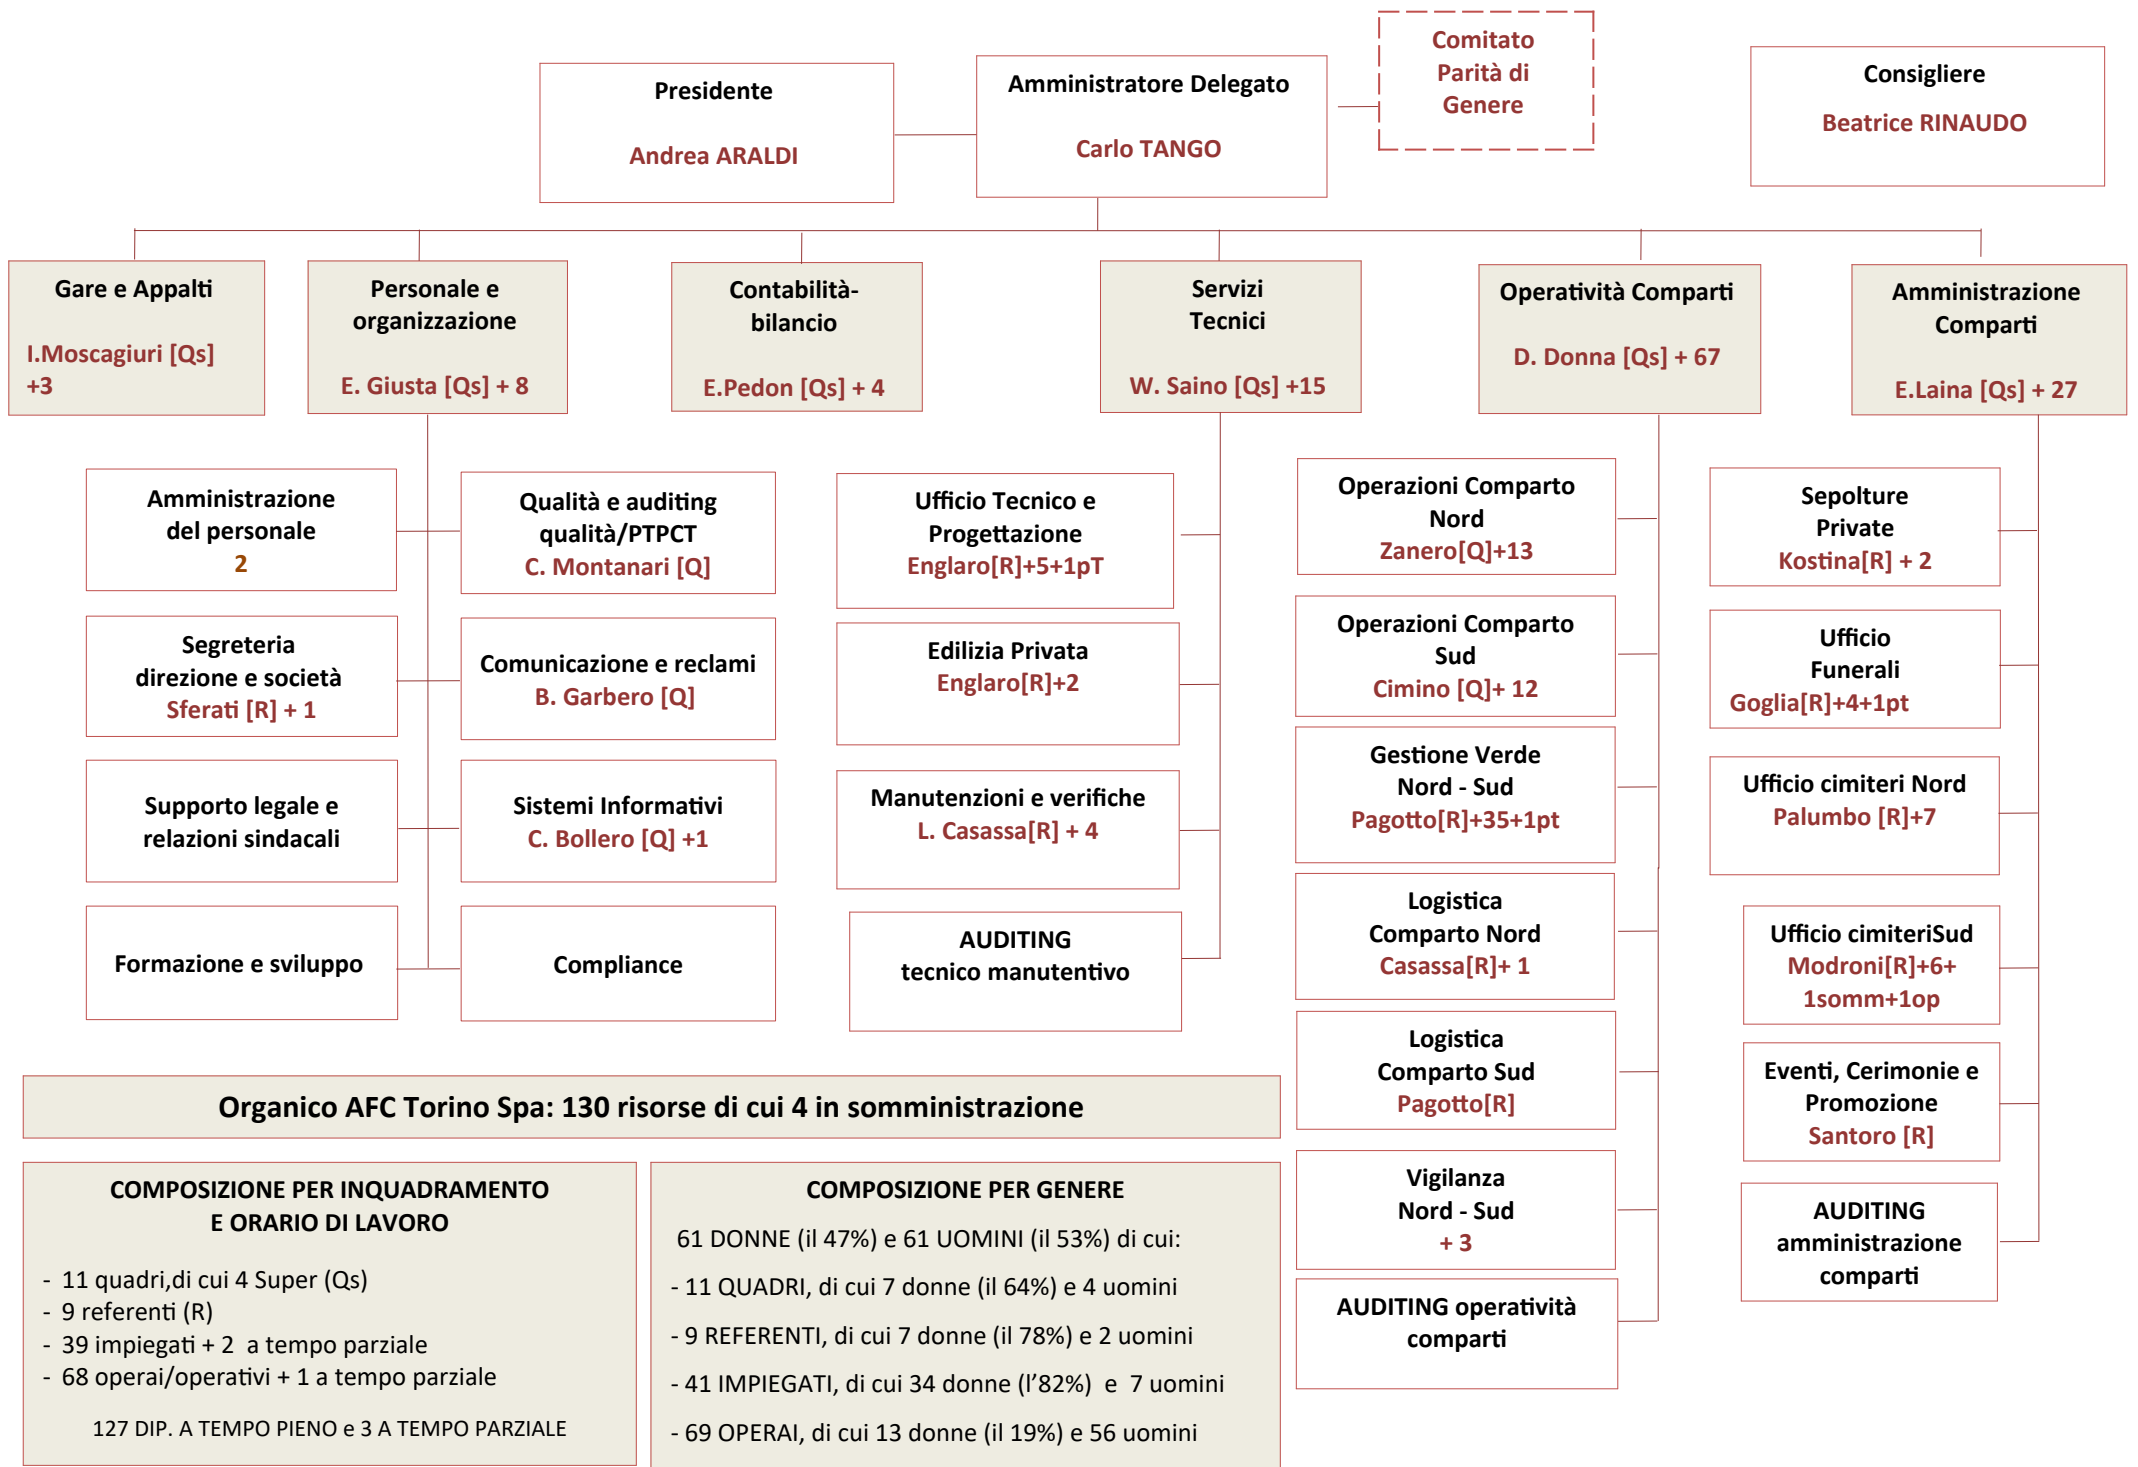 Presidente
Andrea ARALDI
Amministratore Delegato
Carlo TANGO
Comitato
Parità di
Genere
Consigliere
Beatrice RINAUDO
Gare e Appalti
I.Moscagiuri [Qs]
+3
Personale e
organizzazione
E. Giusta [Qs] + 8
Contabilità-
bilancio
E.Pedon [Qs] + 4
Servizi
Tecnici
W. Saino [Qs] +15
Operatività Comparti
D. Donna [Qs] + 67
Amministrazione
Comparti
E.Laina [Qs] + 27
Amministrazione
del personale
2
Qualità e auditing
qualità/PTPCT
C. Montanari [Q]
Segreteria
direzione e società
Sferati [R] + 1
Comunicazione e reclami
B. Garbero [Q]
Supporto legale e
relazioni sindacali
Sistemi Informativi
C. Bollero [Q] +1
Formazione e sviluppo
Compliance
Ufficio Tecnico e
Progettazione
Englaro[R]+5+1pT
Edilizia Privata
Englaro[R]+2
Manutenzioni e verifiche
L. Casassa[R] + 4
AUDITING
tecnico manutentivo
Operazioni Comparto
Nord
Zanero[Q]+13
Operazioni Comparto
Sud
Cimino [Q]+ 12
Gestione Verde
Nord - Sud
Pagotto[R]+35+1pt
Logistica
Comparto Nord
Casassa[R]+ 1
Logistica
Comparto Sud
Pagotto[R]
Vigilanza
Nord - Sud
+ 3
AUDITING operatività
comparti
Sepolture
Private
Kostina[R] + 2
Ufficio
Funerali
Goglia[R]+4+1pt
Ufficio cimiteri Nord
Palumbo [R]+7
Ufficio cimiteriSud
Modroni[R]+6+
1somm+1op
Eventi, Cerimonie e
Promozione
Santoro [R]
AUDITING
amministrazione
comparti
Organico AFC Torino Spa: 130 risorse di cui 4 in somministrazione
COMPOSIZIONE PER INQUADRAMENTO
E ORARIO DI LAVORO
- 11 quadri,di cui 4 Super (Qs)
- 9 referenti (R)
- 39 impiegati + 2 a tempo parziale
- 68 operai/operativi + 1 a tempo parziale
127 DIP. A TEMPO PIENO e 3 A TEMPO PARZIALE
COMPOSIZIONE PER GENERE
61 DONNE (il 47%) e 61 UOMINI (il 53%) di cui:
- 11 QUADRI, di cui 7 donne (il 64%) e 4 uomini
- 9 REFERENTI, di cui 7 donne (il 78%) e 2 uomini
- 41 IMPIEGATI, di cui 34 donne (l’82%) e 7 uomini
- 69 OPERAI, di cui 13 donne (il 19%) e 56 uomini